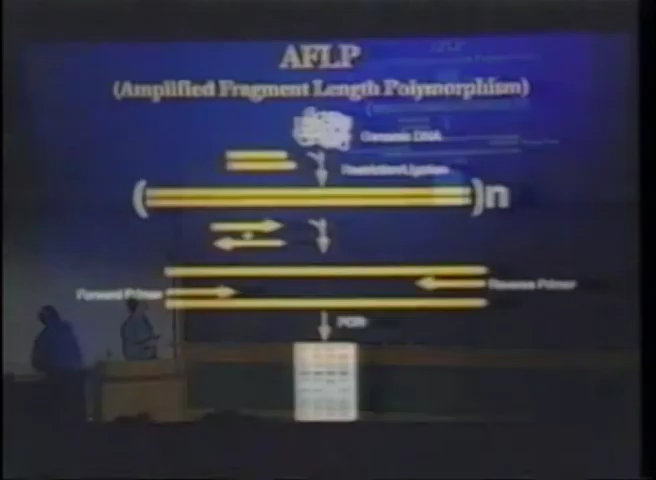 AFLP
(Amplified Fragment Length Polymorphism)
Genomic DNA
Restriction/Ligation
( )n
Forward Primer
Reverse Primer
PCR